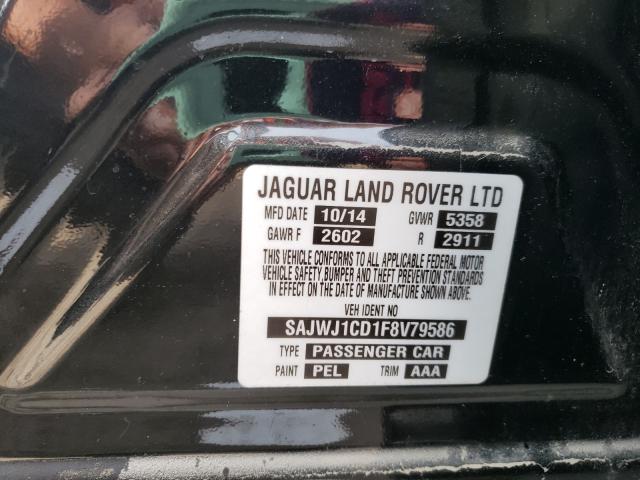 JAGUAR LAND ROVER LTD
MFD DATE 10/14 GVWR 5358
GAWR F 2602 R 2911
THIS VEHICLE CONFORMS TO ALL APPLICABLE FEDERAL MOTOR
VEHICLE SAFETY, BUMPER AND THEFT PREVENTION STANDARDS
IN EFFECT ON THE DATE OF MANUFACTURE SHOWN ABOVE.
VEH IDENT NO
SAJWJ1CD1F8V79586
TYPE PASSENGER CAR
PAINT PEL TRIM AAA